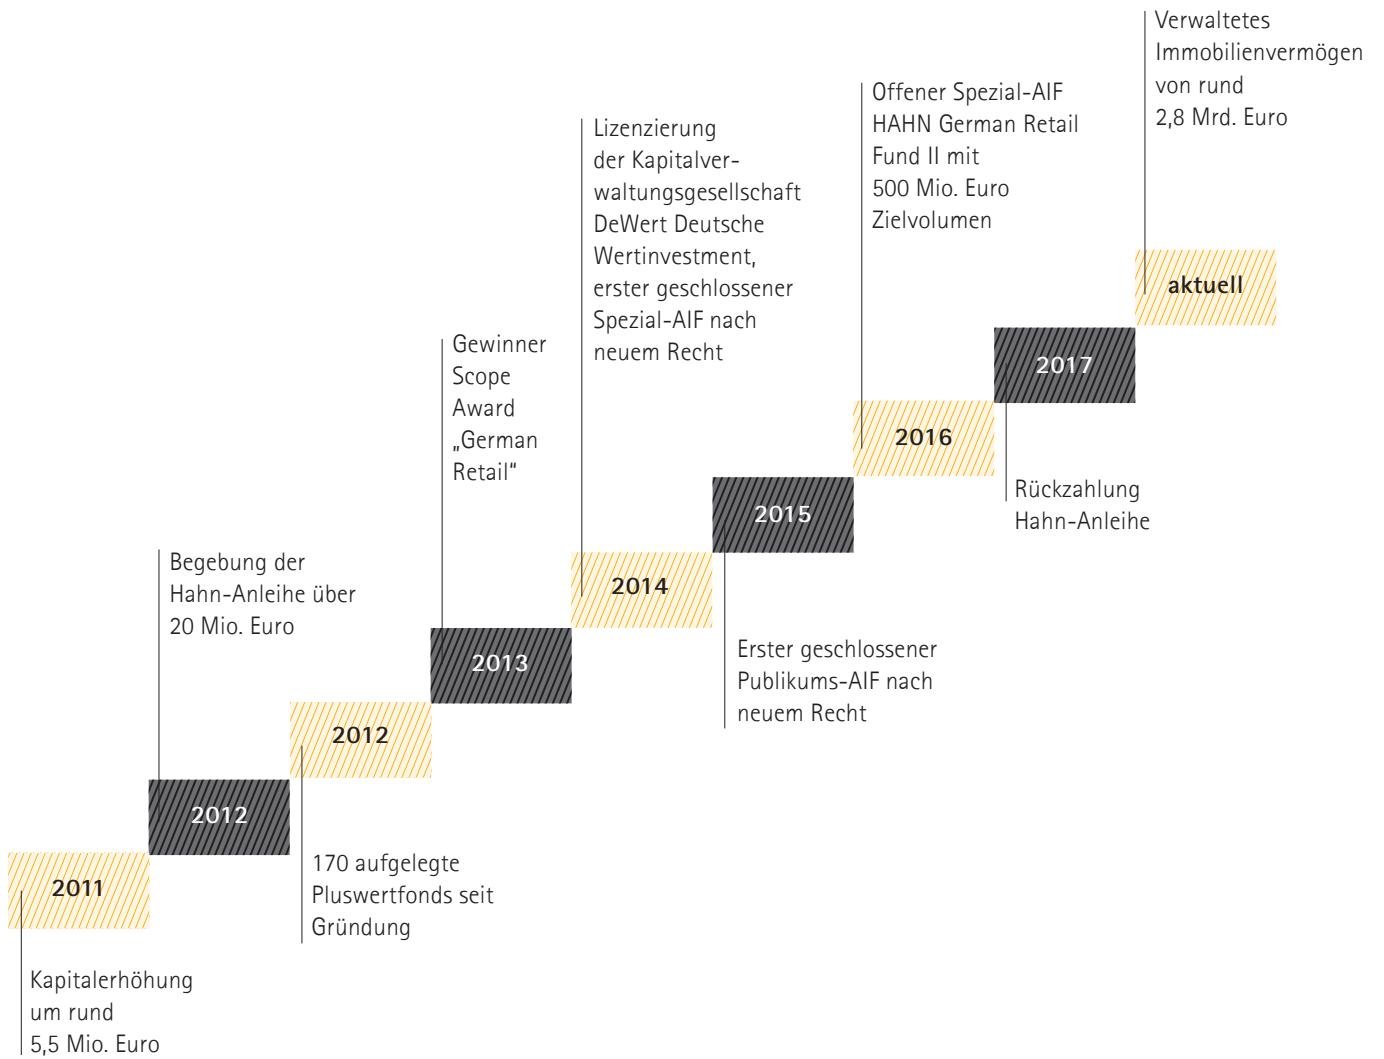 2011
Kapitalerhöhung
um rund
5,5 Mio. Euro
Begebung der
Hahn-Anleihe über
20 Mio. Euro
2012
2012
170 aufgelegte
Pluswertfonds seit
Gründung
Gewinner
Scope
Award
„German
Retail“
2013
Lizenzierung
der Kapitalver-
waltungsgesellschaft
DeWert Deutsche
Wertinvestment,
erster geschlossener
Spezial-AIF nach
neuem Recht
2014
2015
Erster geschlossener
Publikums-AIF nach
neuem Recht
Offener Spezial-AIF
HAHN German Retail
Fund II mit
500 Mio. Euro
Zielvolumen
2016
2017
Rückzahlung
Hahn-Anleihe
Verwaltetes
Immobilienvermögen
von rund
2,8 Mrd. Euro
aktuell